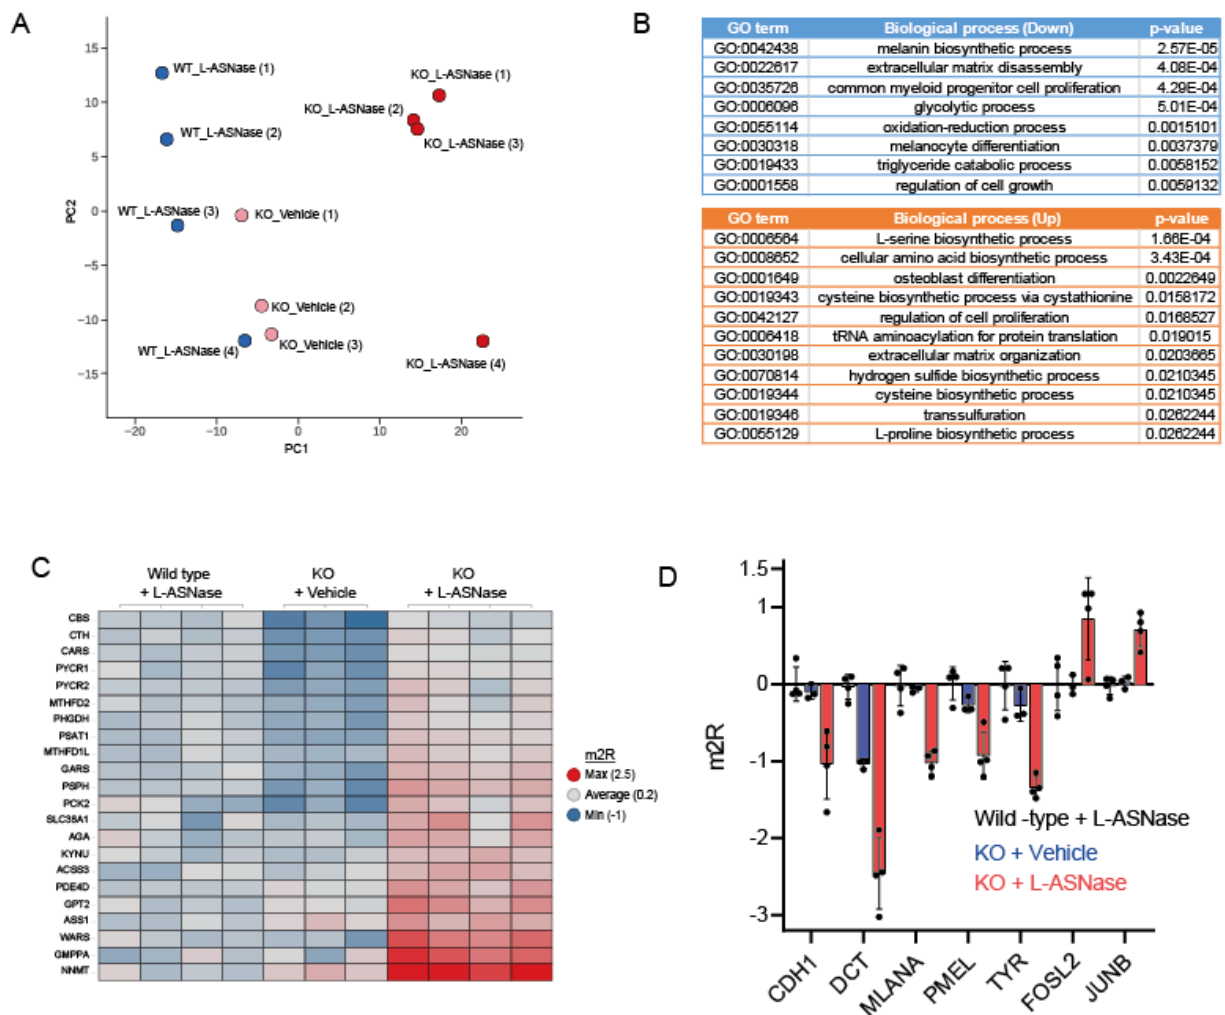 A
15
10
5
0
−5
−10
−15
PC2
−20
−10
0
10
20
PC1
WT_L-ASNase (1)
KO_L-ASNase (1)
KO_L-ASNase (2)
WT_L-ASNase (2)
KO_L-ASNase (3)
WT_L-ASNase (3)
KO_Vehicle (1)
KO_Vehicle (2)
WT_L-ASNase (4)
KO_Vehicle (3)
KO_L-ASNase (4)
B
GO term Biological process (Down) p-value
GO:0042438 melanin biosynthetic process 2.57E-05
GO:0022617 extracellular matrix disassembly 4.08E-04
GO:0035726 common myeloid progenitor cell proliferation 4.29E-04
GO:0006096 glycolytic process 5.01E-04
GO:0055114 oxidation-reduction process 0.0015101
GO:0030318 melanocyte differentiation 0.0037379
GO:0019433 triglyceride catabolic process 0.0058152
GO:0001558 regulation of cell growth 0.0059132
GO term Biological process (Up) p-value
GO:0006564 L-serine biosynthetic process 1.66E-04
GO:0008652 cellular amino acid biosynthetic process 3.43E-04
GO:0001649 osteoblast differentiation 0.0022649
GO:0019343 cysteine biosynthetic process via cystathionine 0.0158172
GO:0042127 regulation of cell proliferation 0.0168527
GO:0006418 tRNA aminoacylation for protein translation 0.019015
GO:0030198 extracellular matrix organization 0.0203665
GO:0070814 hydrogen sulfide biosynthetic process 0.0210345
GO:0019344 cysteine biosynthetic process 0.0210345
GO:0019346 transsulfuration 0.0262244
GO:0055129 L-proline biosynthetic process 0.0262244
C
Wild type
+ L-ASNase
KO
+ Vehicle
KO
+ L-ASNase
CBS
CTH
CARS
PYCR1
PYCR2
MTHFD2
PHGDH
PSAT1
MTHFD1L
GARS
PSPH
PCK2
SLC38A1
AGA
KYNU
ACSS3
PDE4D
GPT2
ASS1
WARS
GMPPA
NNMT
m2R
Max (2.5)
Average (0.2)
Min (-1)
D
1.5
1
0
-1
-2
-3
m2R
Wild -type + L-ASNase
KO + Vehicle
KO + L-ASNase
CDH1
DCT
MLANA
PMEL
TYR
FOSL2
JUNB